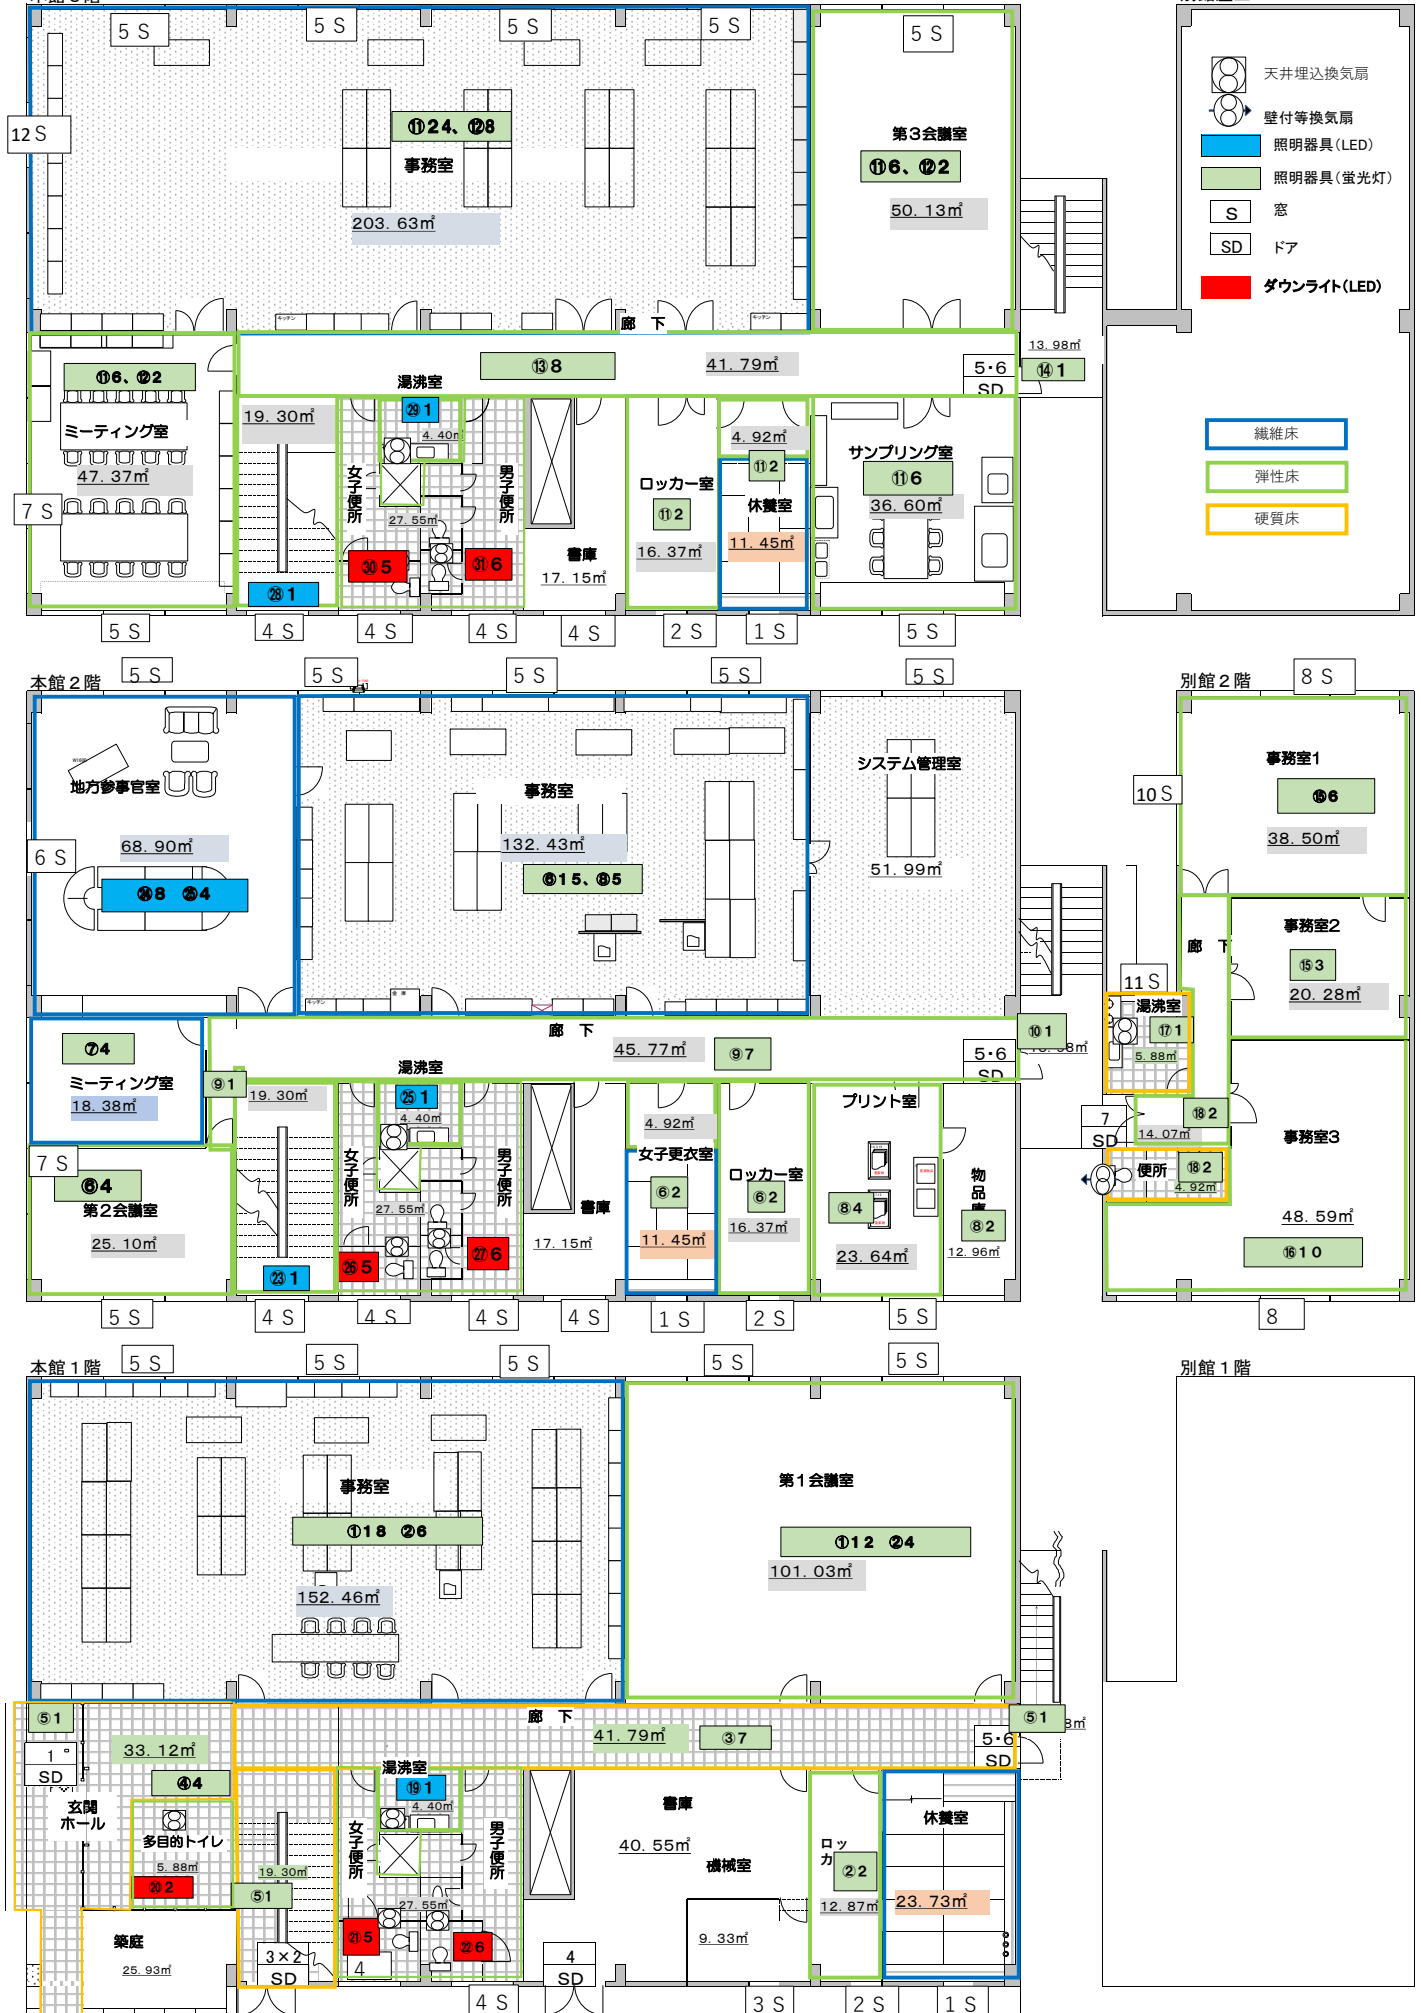 5 S
5 S
5 S
5 S
5 S
12 S
⑪24、⑫8
事務室
203. 63㎡
第3会議室
⑪6、⑫2
50. 13㎡
天井埋込換気扇
壁付等換気扇
照明器具(LED)
照明器具(蛍光灯)
S
窓
SD
ドア
ダウンライト(LED)
キッチン
キッチン
廊 下
⑬8
41. 79㎡
5・6
SD
13. 98㎡
⑭1
⑪6、⑫2
ミーティング室
47. 37㎡
7 S
19. 30㎡
㉘1
湯沸室
㉙1
4. 40㎡
女子便所
男子便所
27. 55㎡
㉚5
㉛6
書庫
17. 15㎡
ロッカー室
⑪2
16. 37㎡
4. 92㎡
⑪2
休養室
11. 45㎡
サンプリング室
⑪6
36. 60㎡
繊維床
弾性床
硬質床
5 S
4 S
4 S
4 S
4 S
2 S
1 S
5 S
本館２階
5 S
5 S
5 S
5 S
5 S
別館２階
8 S
地方参事官室
68. 90㎡
6 S
㉔8 ㉕4
事務室
132. 43㎡
⑥15、⑧5
キッチン
金 庫
システム管理室
51. 99㎡
事務室1
10 S
⑮6
38. 50㎡
事務室2
⑮3
20. 28㎡
廊 下
11 S
湯沸室
⑰1
5. 88㎡
⑱2
14. 07㎡
7
SD
便所
⑱2
4. 92㎡
事務室3
48. 59㎡
⑯10
8
廊 下
45. 77㎡
⑨7
5・6
SD
⑩1
⑦4
ミーティング室
18. 38㎡
⑨1
7 S
⑥4
第2会議室
25. 10㎡
19. 30㎡
㉓1
湯沸室
㉕1
4. 40㎡
女子便所
男子便所
27. 55㎡
㉖5
㉗6
書庫
17. 15㎡
4. 92㎡
女子更衣室
⑥2
11. 45㎡
ロッカー室
⑥2
16. 37㎡
プリント室
⑧4
23. 64㎡
物品庫
⑧2
12. 96㎡
5 S
4 S
4 S
4 S
4 S
1 S
2 S
5 S
本館１階
5 S
5 S
5 S
5 S
5 S
別館１階
事務室
①18 ②6
152. 46㎡
第１会議室
①12 ②4
101. 03㎡
廊 下
41. 79㎡
③7
5・6
SD
⑤1
⑤1
1
SD
33. 12㎡
④4
玄関
ホール
多目的トイレ
5. 88㎡
⑳2
築庭
25. 93㎡
19. 30㎡
⑤1
3×2
SD
湯沸室
⑲1
4. 40㎡
女子便所
男子便所
27. 55㎡
㉑5
㉒6
4
4 S
書庫
40. 55㎡
機械室
9. 33㎡
4
SD
ロッ
カ
②2
12. 87㎡
休養室
23. 73㎡
3 S
2 S
1 S